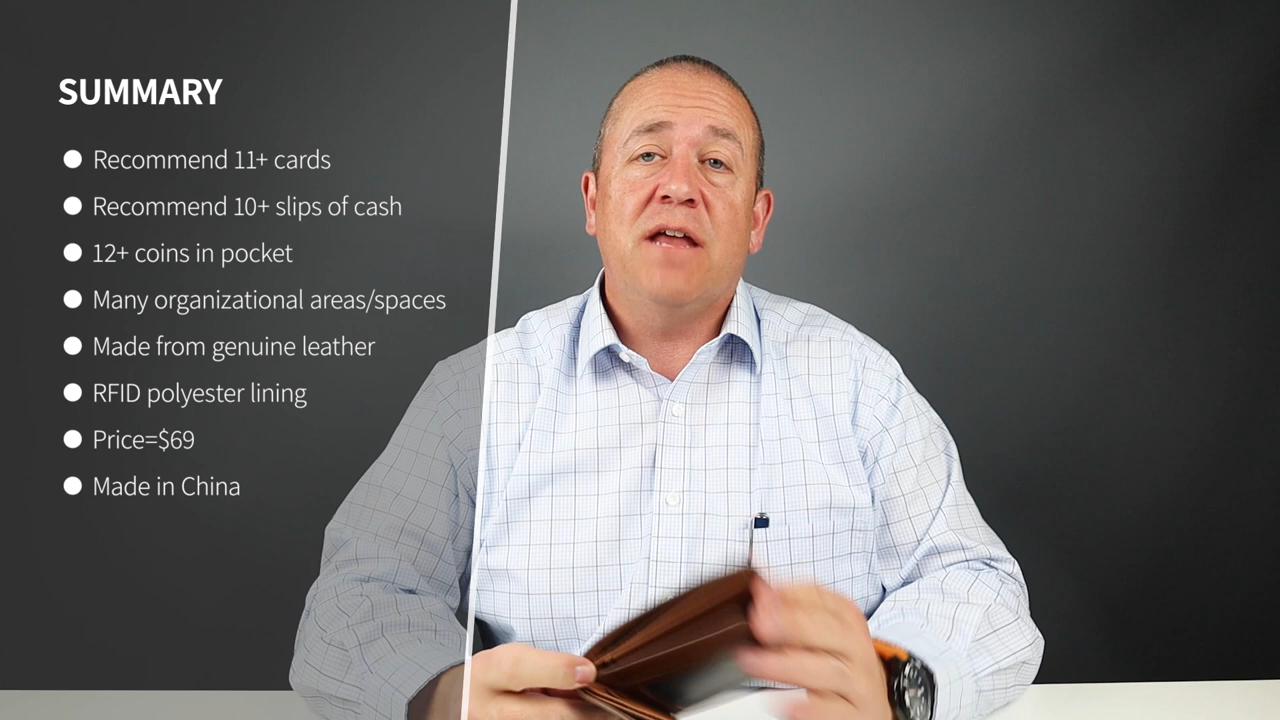 SUMMARY
Recommend 11+ cards
Recommend 10+ slips of cash
12+ coins in pocket
Many organizational areas/spaces
Made from genuine leather
RFID polyester lining
Price=$69
Made in China